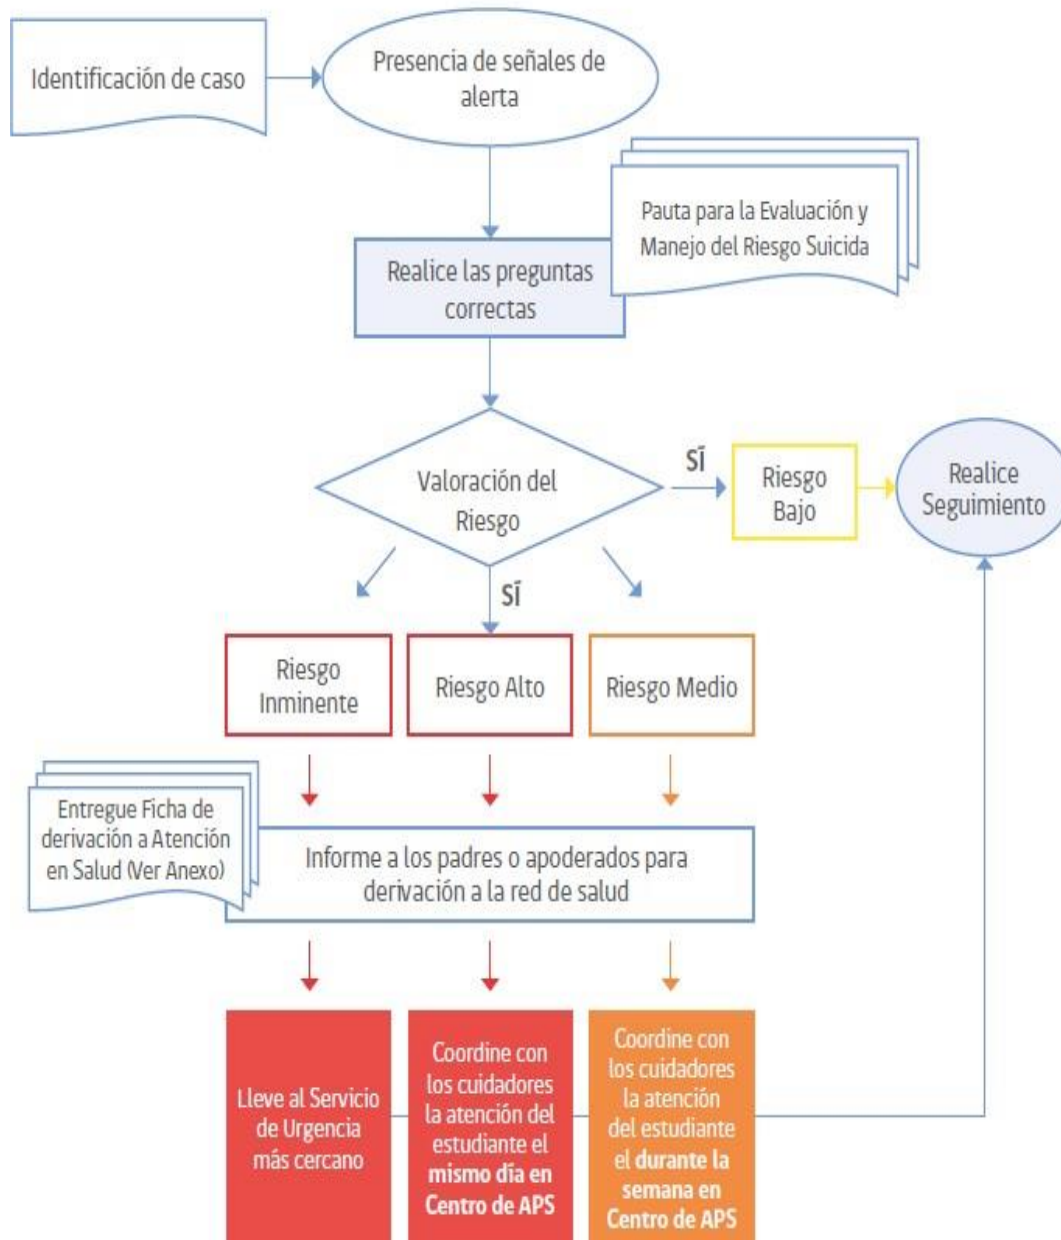 Identificación de caso
Presencia de señales de
alerta
Pauta para la Evaluación y
Manejo del Riesgo Suicida
Realice las preguntas
correctas
Valoración del
Riesgo
SÍ
Riesgo
Bajo
Realice
Seguimiento
SÍ
Riesgo
Inminente
Riesgo Alto
Riesgo Medio
Entregue Ficha de
derivación a Atención
en Salud (Ver Anexo)
Informe a los padres o apoderados para
derivación a la red de salud
Lleve al Servicio
de Urgencia
más cercano
Coordine con
los cuidadores
la atención del
estudiante el
mismo día en
Centro de APS
Coordine con
los cuidadores
la atención
del estudiante
el durante la
semana en
Centro de APS